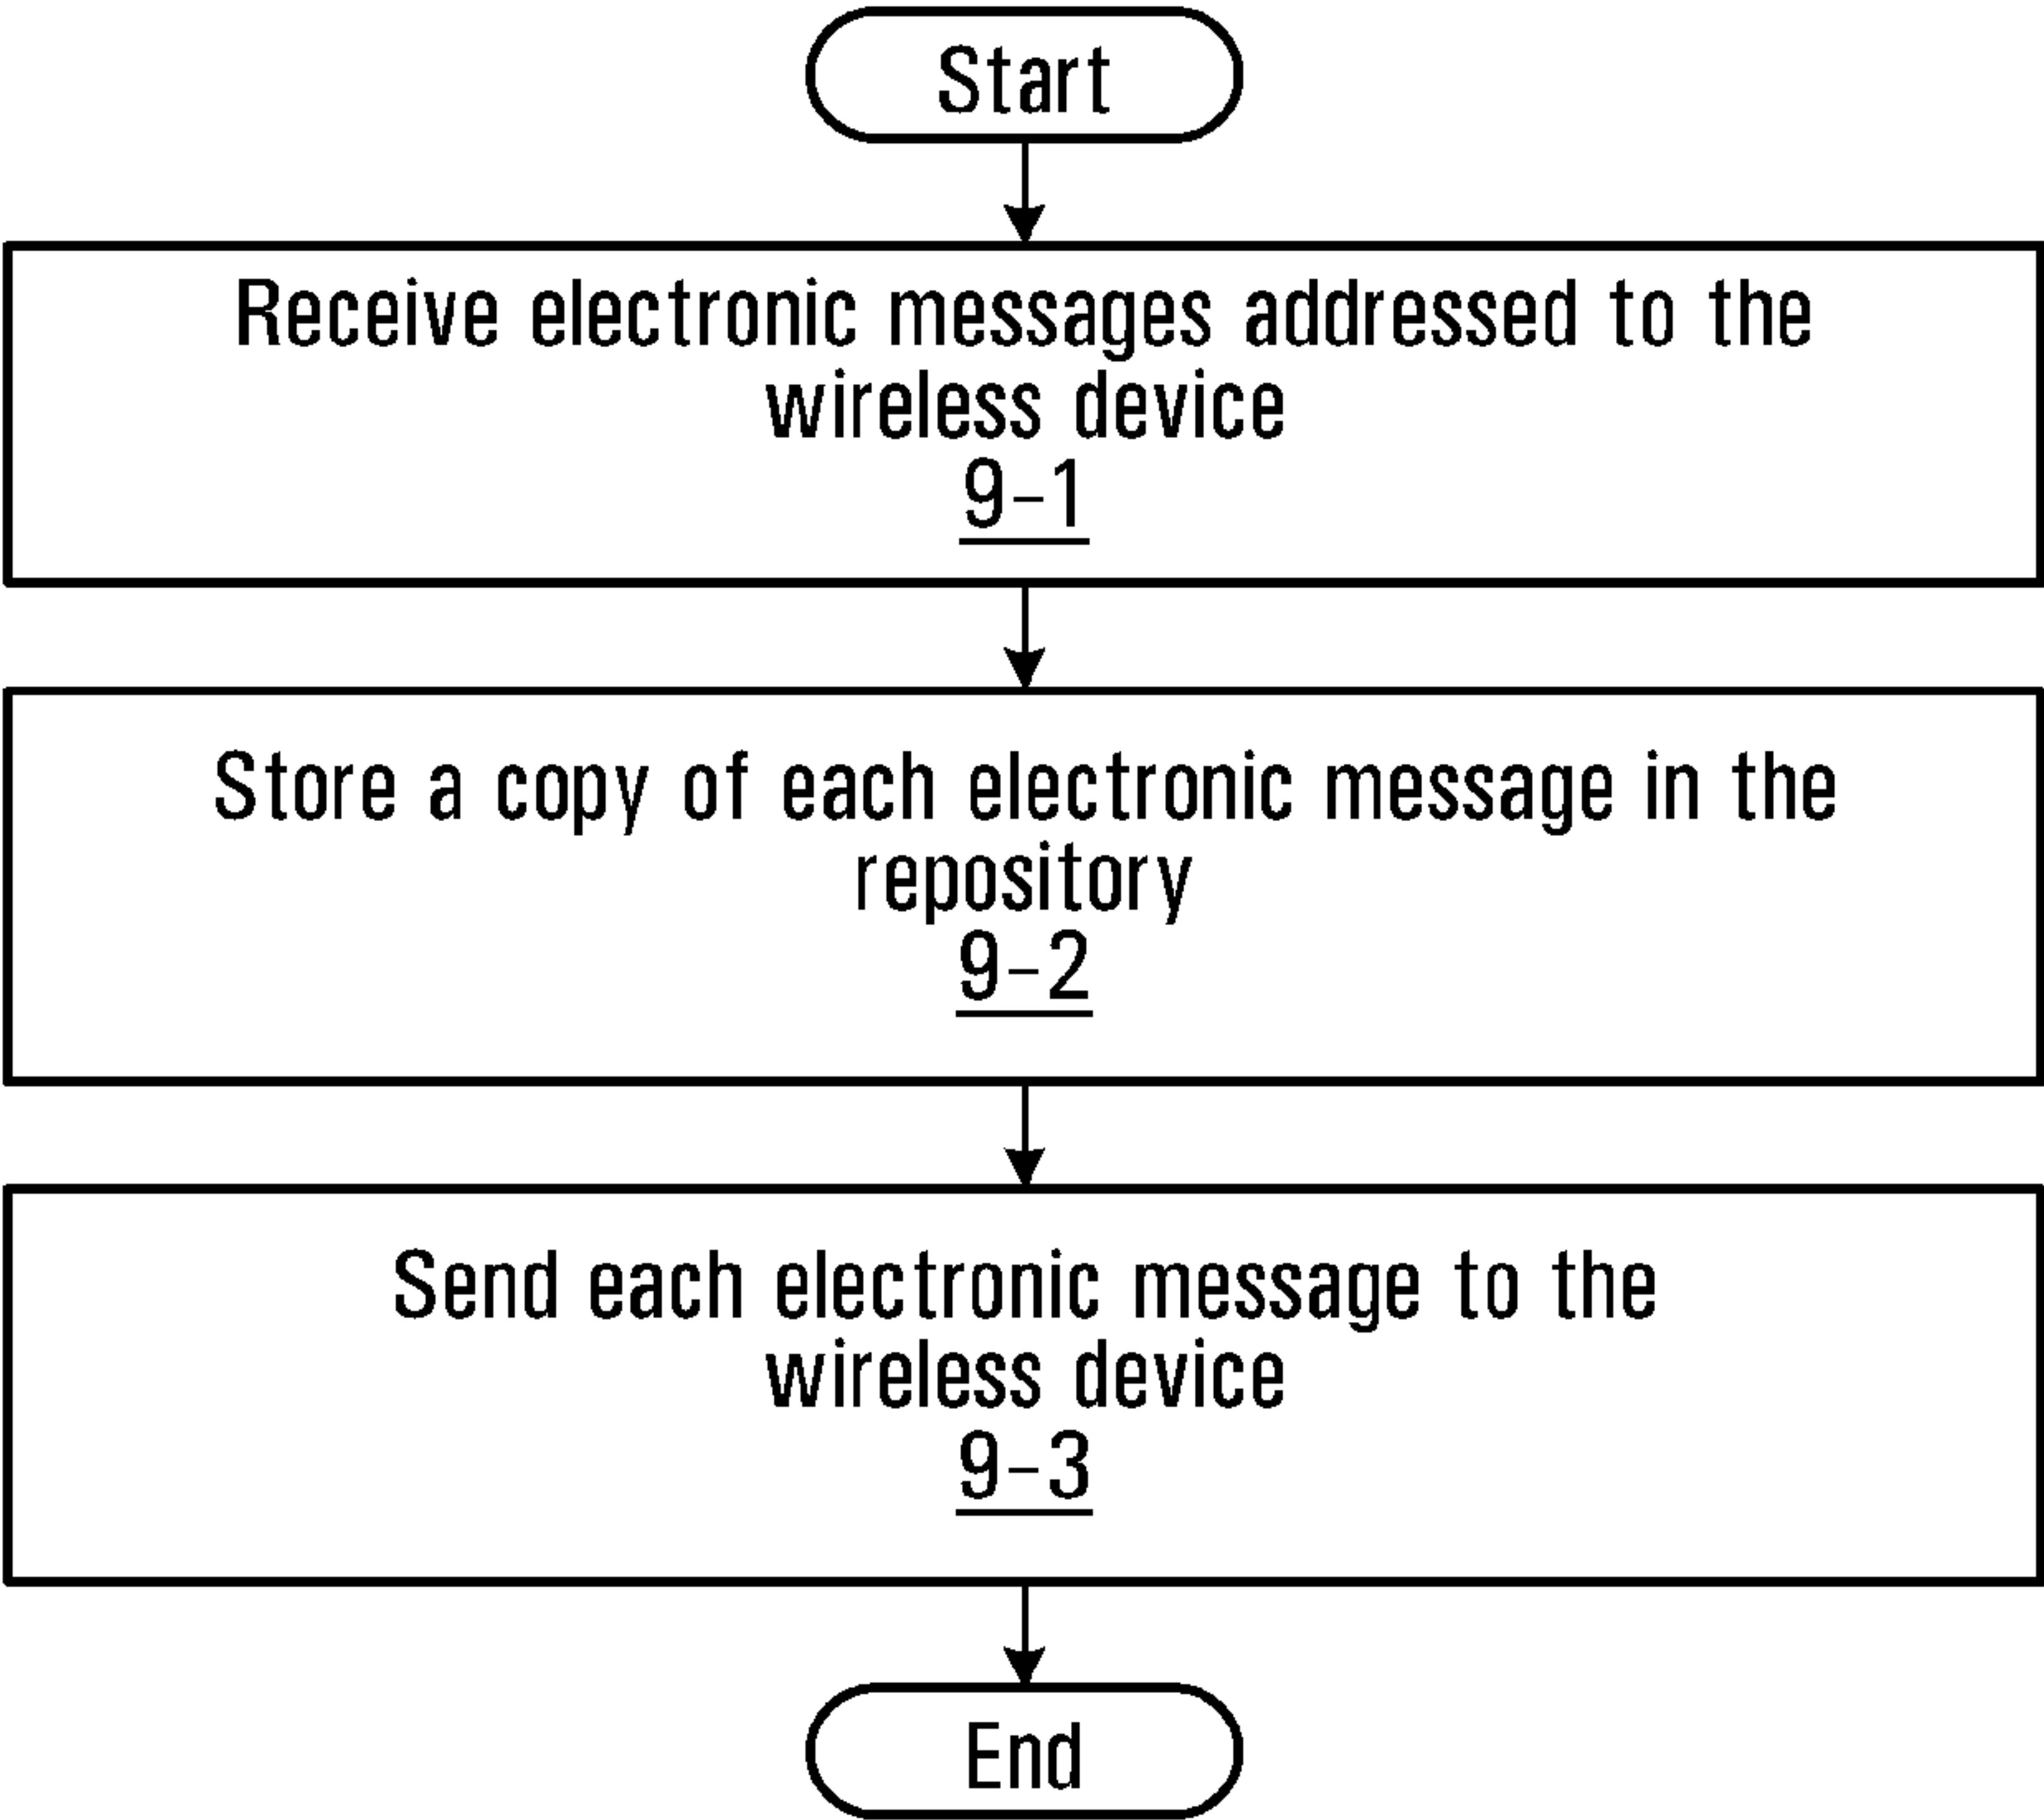 Start
Receive electronic messages addressed to the
wireless device
9-1
Store a copy of each electronic message in the
repository
9-2
Send each electronic message to the
wireless device
9-3
End